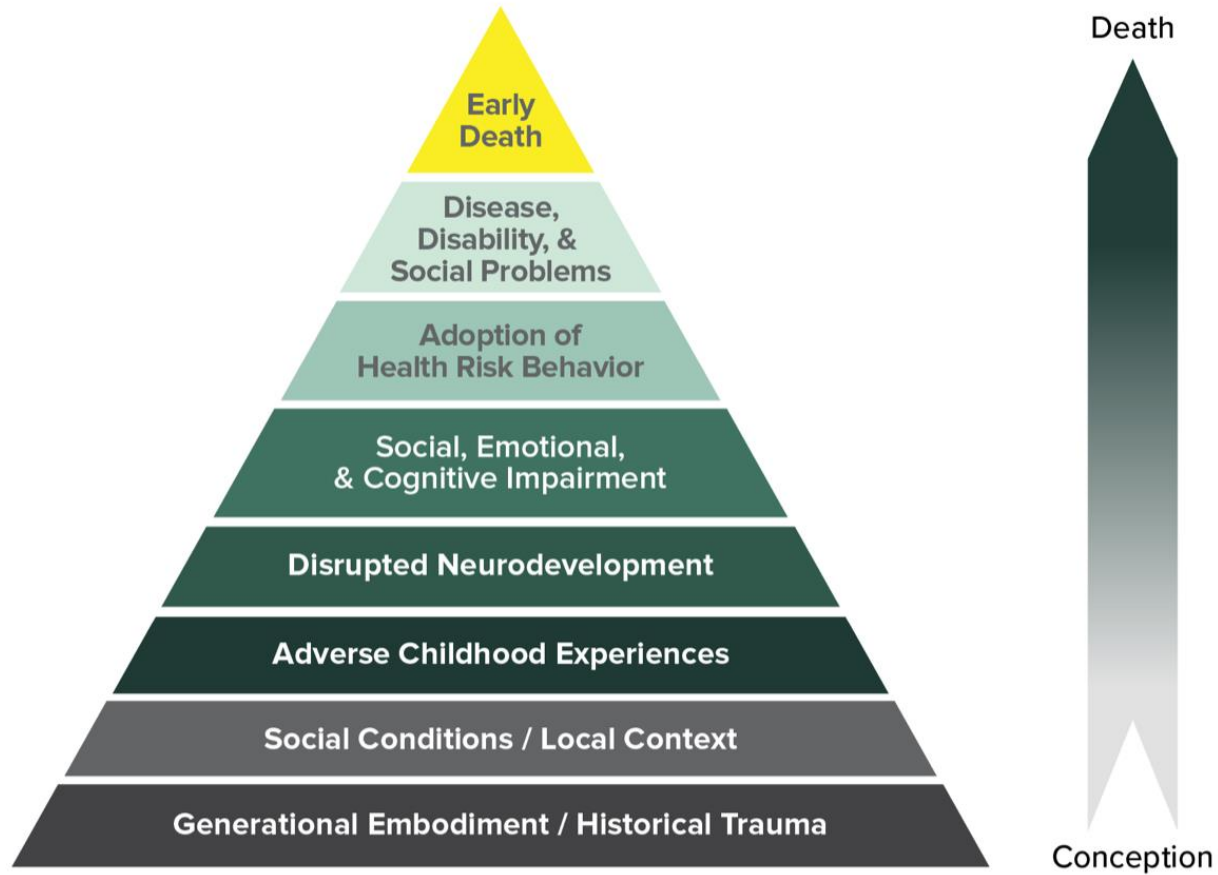 Early
Death
Disease,
Disability, &
Social Problems
Adoption of
Health Risk Behavior
Social, Emotional,
& Cognitive Impairment
Disrupted Neurodevelopment
Adverse Childhood Experiences
Social Conditions / Local Context
Generational Embodiment / Historical Trauma
Death
Conception